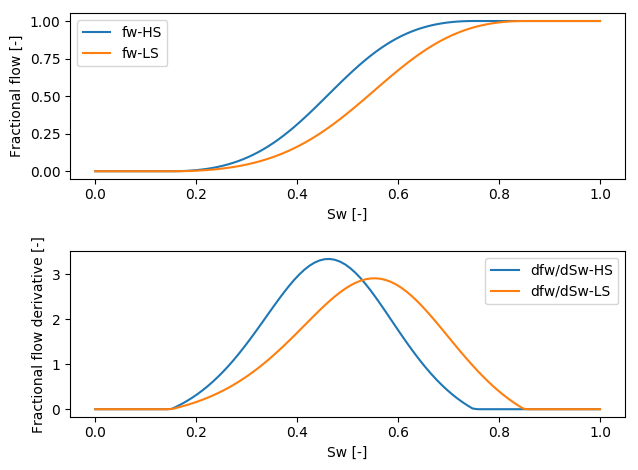 Fractional flow [-]
1.00
0.75
0.50
0.25
0.00
fw-HS
fw-LS
0.0 0.2 0.4 0.6 0.8 1.0
Sw [-]
Fractional flow derivative [-]
3
2
1
0
dfw/dSw-HS
dfw/dSw-LS
0.0 0.2 0.4 0.6 0.8 1.0
Sw [-]